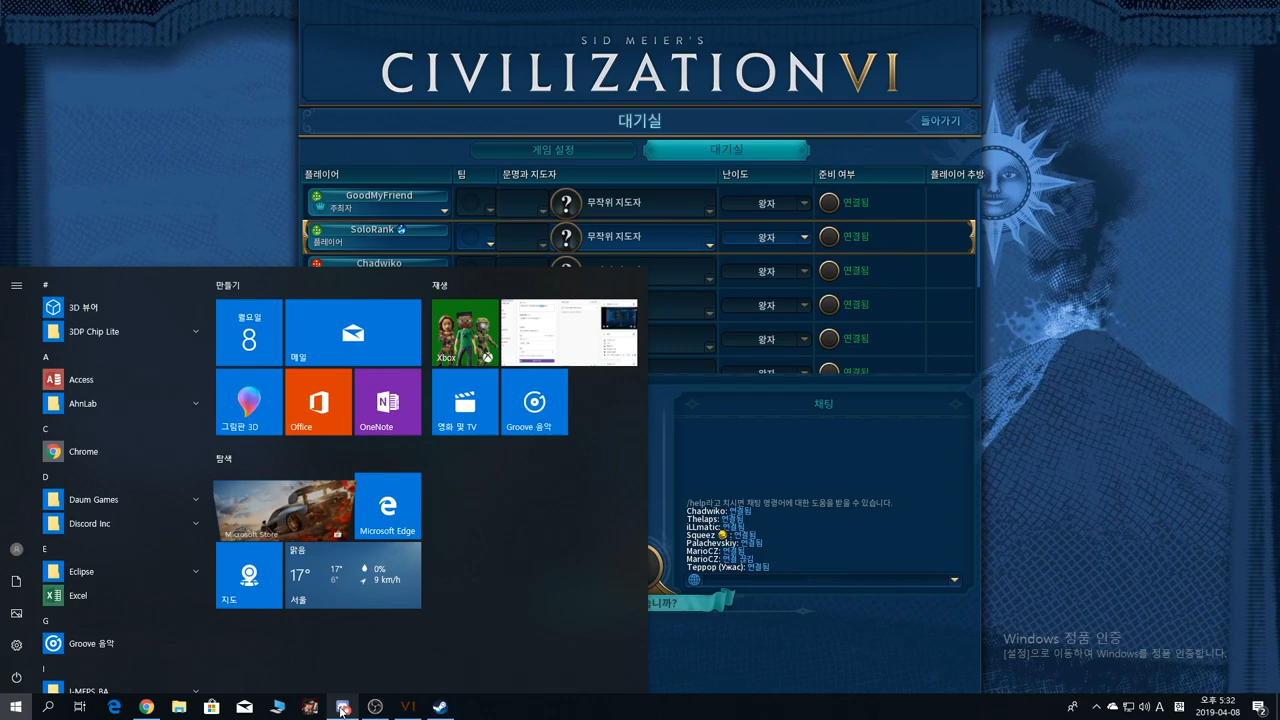 SID MEIER'S
CIVILIZATION VI
대기실
돌아가기
게임 설정
대기실
플레이어
팀
문명과 지도자
난이도
준비 여부
플레이어 추방
GoodMyFriend
주최자
?
무작위 지도자
왕자
연결됨
SoloRank
플레이어
?
무작위 지도자
왕자
연결됨
Chadwiko
왕자
연결됨
왕자
연결됨
왕자
연결됨
왕자
연결됨
#
3D 뷰어
3DP Chip Lite
A
Access
AhnLab
C
Chrome
D
Daum Games
Discord Inc
E
Eclipse
Excel
G
Groove 음악
I
I-MEPS BA
만들기
월요일
8
메일
그림판 3D
Office
OneNote
탐색
Microsoft Store
Microsoft Edge
지도
맑음
17°
17°
6°
0%
9 km/h
서울
재생
Xbox
영화 및 TV
Groove 음악
채팅
/help라고 치시면 채팅 명령어에 대한 도움을 받을 수 있습니다.
Chadwiko: 연결됨
Thelaps: 연결됨
iLLmatic: 연결됨
Squeez : 연결됨
Palachevskiy: 연결됨
MarioCZ: 연결됨
MarioCZ: 연결 끊김
Террор (Ужас): 연결됨
습니까?
Windows 정품 인증
[설정]으로 이동하여 Windows를 정품 인증합니다.
VI
A
오후 5:32
2019-04-08
2